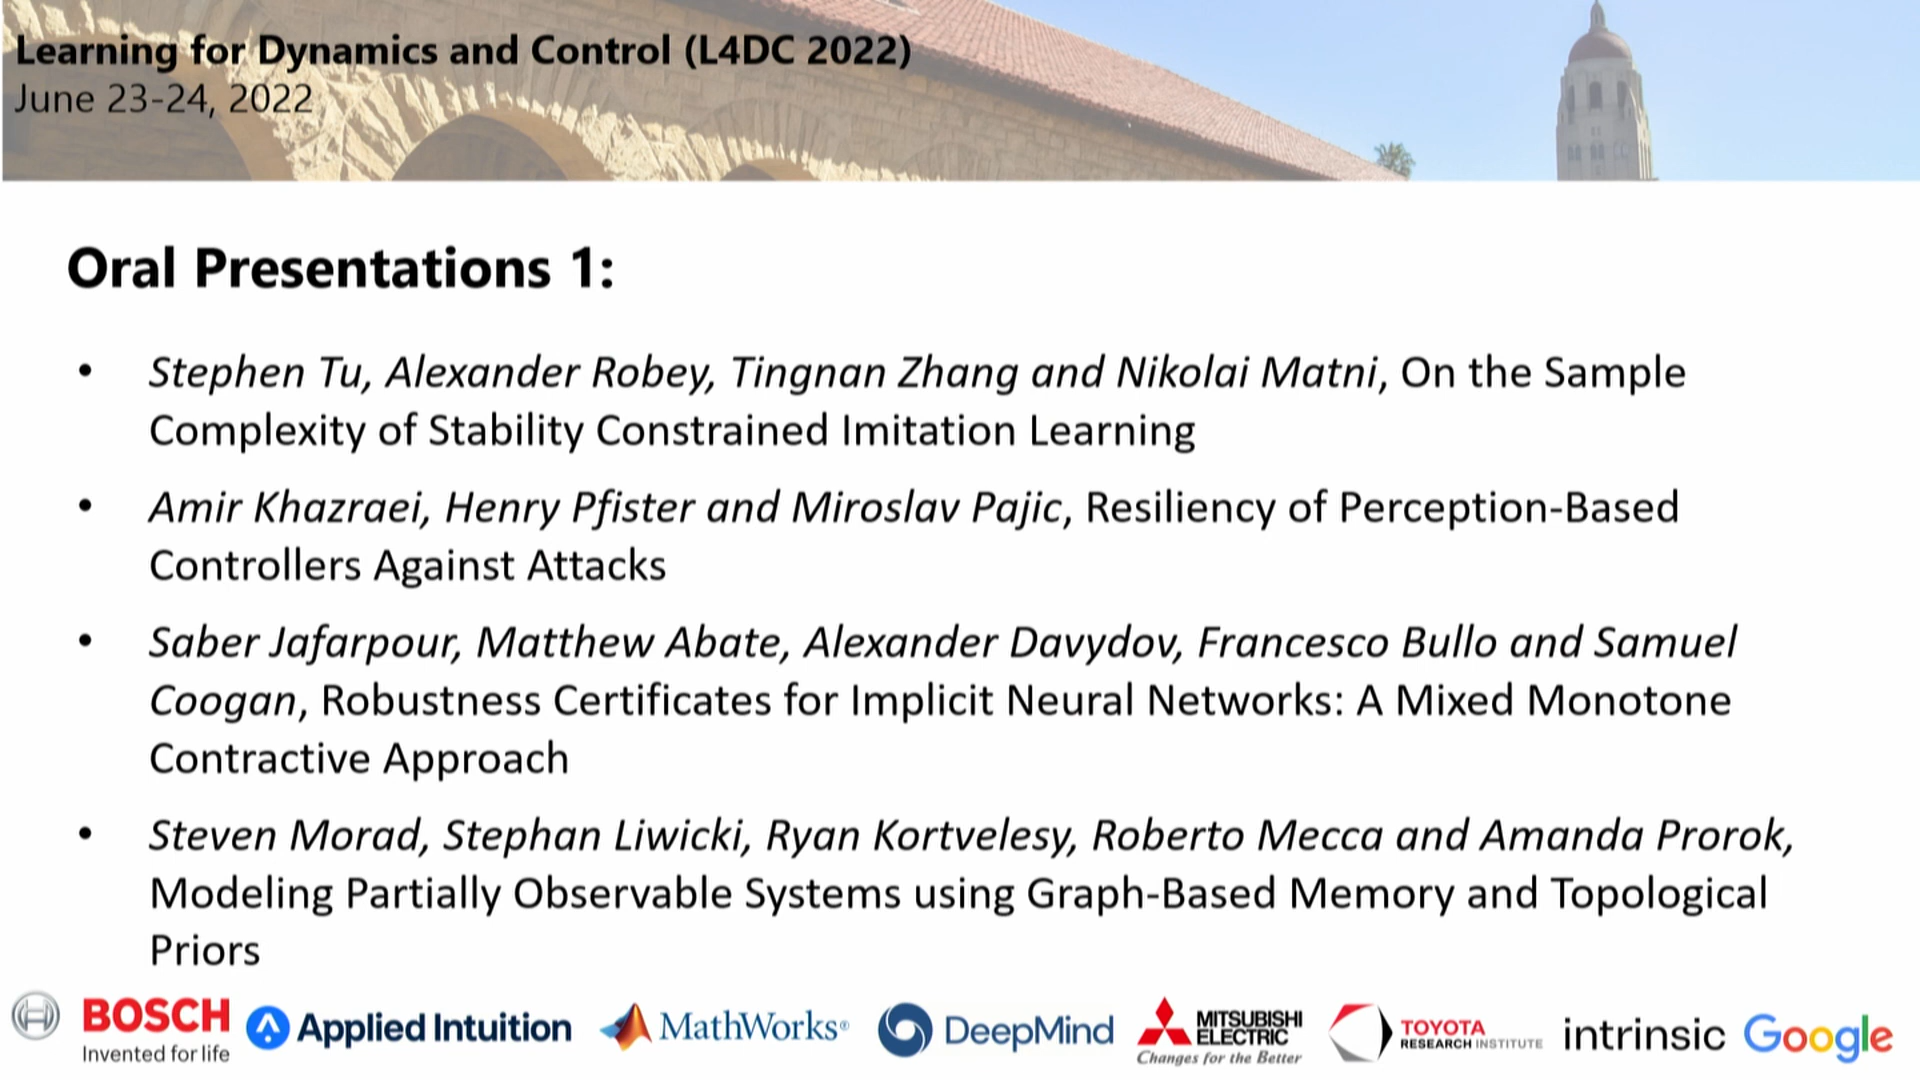 Learning for Dynamics and Control (L4DC 2022)
June 23-24, 2022
Oral Presentations 1:
• Stephen Tu, Alexander Robey, Tingnan Zhang and Nikolai Matni, On the Sample
Complexity of Stability Constrained Imitation Learning
• Amir Khazraei, Henry Pfister and Miroslav Pajic, Resiliency of Perception-Based
Controllers Against Attacks
• Saber Jafarpour, Matthew Abate, Alexander Davydov, Francesco Bullo and Samuel
Coogan, Robustness Certificates for Implicit Neural Networks: A Mixed Monotone
Contractive Approach
• Steven Morad, Stephan Liwicki, Ryan Kortvelesy, Roberto Mecca and Amanda Prorok,
Modeling Partially Observable Systems using Graph-Based Memory and Topological
Priors
BOSCH
Invented for life
Applied Intuition
MathWorks®
DeepMind
MITSUBISHI
ELECTRIC
Changes for the Better
TOYOTA
RESEARCH INSTITUTE
intrinsic
Google